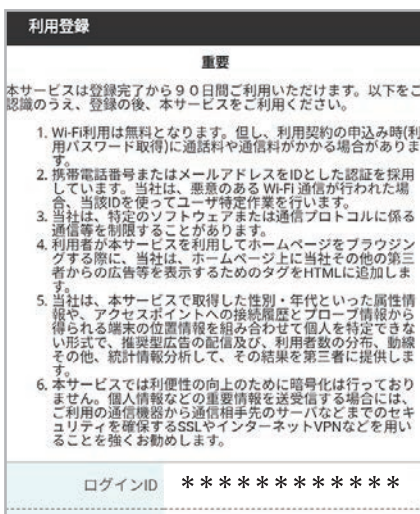 利用登録
重要
本サービスは登録完了から９０日間ご利用いただけます。以下をご
認識のうえ、登録の後、本サービスをご利用ください。
1. Wi-Fi利用は無料となります。但し、利用契約の申込み時(利
用パスワード取得)に通話料や通信料がかかる場合がありま
す。
2. 携帯電話番号またはメールアドレスをIDとした認証を採用
しています。当社は、悪意のある Wi-Fi 通信が行われた場
合、当該IDを使ってユーザ特定作業を行います。
3. 当社は、特定のソフトウェアまたは通信プロトコルに係る
通信等を制限することがあります。
4. 利用者が本サービスを利用してホームページをブラウジン
グする際に、当社は、ホームページ上に当社その他の第三
者からの広告等を表示するためのタグをHTMLに追加しま
す。
5. 当社は、本サービスで取得した性別・年代といった属性情
報や、アクセスポイントへの接続履歴とプローブ情報から
得られる端末の位置情報を組み合わせて個人を特定できな
い形式で、推奨型広告の配信及び、利用者数の分布、動線
その他、統計情報分析して、その結果を第三者に提供しま
す。
6. 本サービスでは利便性の向上のために暗号化は行っており
ません。個人情報などの重要情報を送受信する場合には、
ご利用の通信機器から通信相手先のサーバなどまでのセキ
ュリティを確保するSSLやインターネットVPNなどを用い
ることを強くお勧めします。
ログインID ************